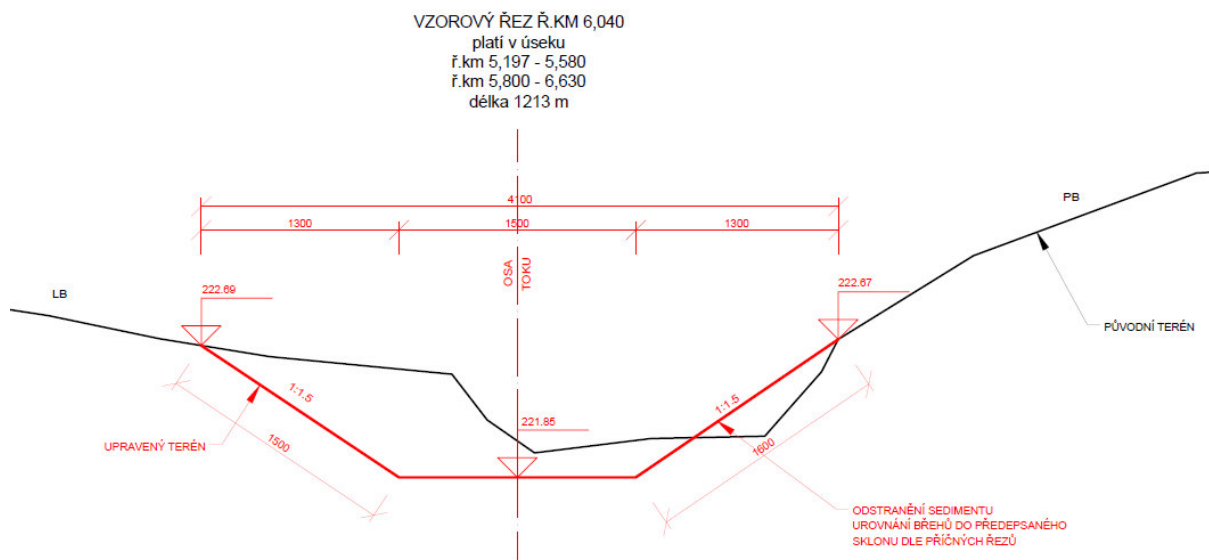 VZOROVÝ ŘEZ Ř.KM 6,040
platí v úseku
ř.km 5,197 - 5,580
ř.km 5,800 - 6,630
délka 1213 m
4100
1300
1500
1300
PB
OSA
TOKU
LB
222.69
222.67
PŮVODNÍ TERÉN
1:1.5
1:1.5
221.85
UPRAVENÝ TERÉN
1500
1600
ODSTRANĚNÍ SEDIMENTU
UROVNÁNÍ BŘEHŮ DO PŘEDEPSANÉHO
SKLONU DLE PŘÍČNÝCH ŘEZŮ